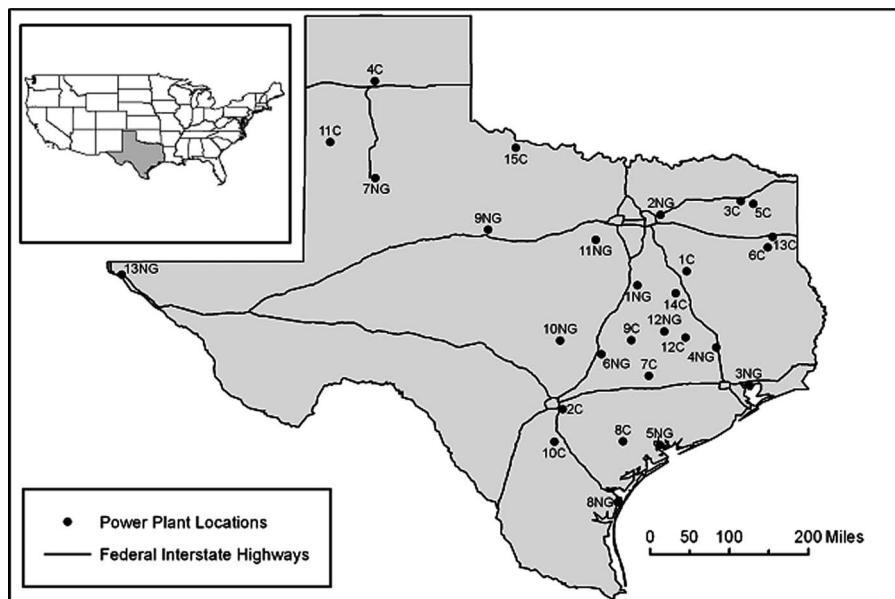 4C
11C
15C
7NG
2NG
3C
5C
9NG
11NG
13C
6C
13NG
1C
1NG
14C
12NG
10NG
9C
12C
4NG
6NG
7C
3NG
2C
8C
5NG
10C
8NG
Power Plant Locations
Federal Interstate Highways
0 50 100 200 Miles